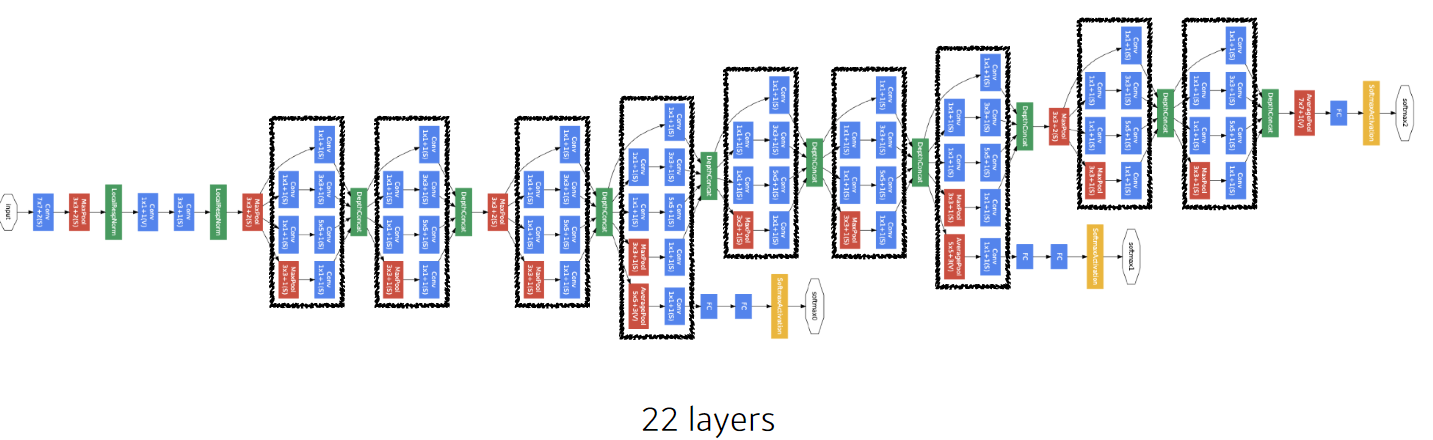 input
Conv
7x7+2(S)
MaxPool
3x3+2(S)
LocalRespNorm
Conv
1x1+1(V)
Conv
3x3+1(S)
LocalRespNorm
MaxPool
3x3+2(S)
Conv
1x1+1(S)
Conv
1x1+1(S)
Conv
3x3+1(S)
Conv
1x1+1(S)
Conv
5x5+1(S)
MaxPool
3x3+1(S)
Conv
1x1+1(S)
DepthConcat
Conv
1x1+1(S)
Conv
1x1+1(S)
Conv
3x3+1(S)
Conv
1x1+1(S)
Conv
5x5+1(S)
MaxPool
3x3+1(S)
Conv
1x1+1(S)
DepthConcat
MaxPool
3x3+2(S)
Conv
1x1+1(S)
Conv
1x1+1(S)
Conv
3x3+1(S)
Conv
1x1+1(S)
Conv
5x5+1(S)
MaxPool
3x3+1(S)
Conv
1x1+1(S)
DepthConcat
Conv
1x1+1(S)
Conv
1x1+1(S)
Conv
3x3+1(S)
Conv
1x1+1(S)
Conv
5x5+1(S)
MaxPool
3x3+1(S)
Conv
1x1+1(S)
AveragePool
5x5+3(V)
Conv
1x1+1(S)
DepthConcat
FC
FC
SoftmaxActivation
softmax0
Conv
1x1+1(S)
Conv
1x1+1(S)
Conv
3x3+1(S)
Conv
1x1+1(S)
Conv
5x5+1(S)
MaxPool
3x3+1(S)
Conv
1x1+1(S)
DepthConcat
Conv
1x1+1(S)
Conv
1x1+1(S)
Conv
3x3+1(S)
Conv
1x1+1(S)
Conv
5x5+1(S)
MaxPool
3x3+1(S)
Conv
1x1+1(S)
DepthConcat
Conv
1x1+1(S)
Conv
1x1+1(S)
Conv
3x3+1(S)
Conv
1x1+1(S)
Conv
5x5+1(S)
MaxPool
3x3+1(S)
Conv
1x1+1(S)
AveragePool
5x5+3(V)
Conv
1x1+1(S)
DepthConcat
FC
FC
SoftmaxActivation
softmax1
MaxPool
3x3+2(S)
Conv
1x1+1(S)
Conv
1x1+1(S)
Conv
3x3+1(S)
Conv
1x1+1(S)
Conv
5x5+1(S)
MaxPool
3x3+1(S)
Conv
1x1+1(S)
DepthConcat
Conv
1x1+1(S)
Conv
1x1+1(S)
Conv
3x3+1(S)
Conv
1x1+1(S)
Conv
5x5+1(S)
MaxPool
3x3+1(S)
Conv
1x1+1(S)
DepthConcat
AveragePool
7x7+1(V)
FC
SoftmaxActivation
softmax2
22 layers